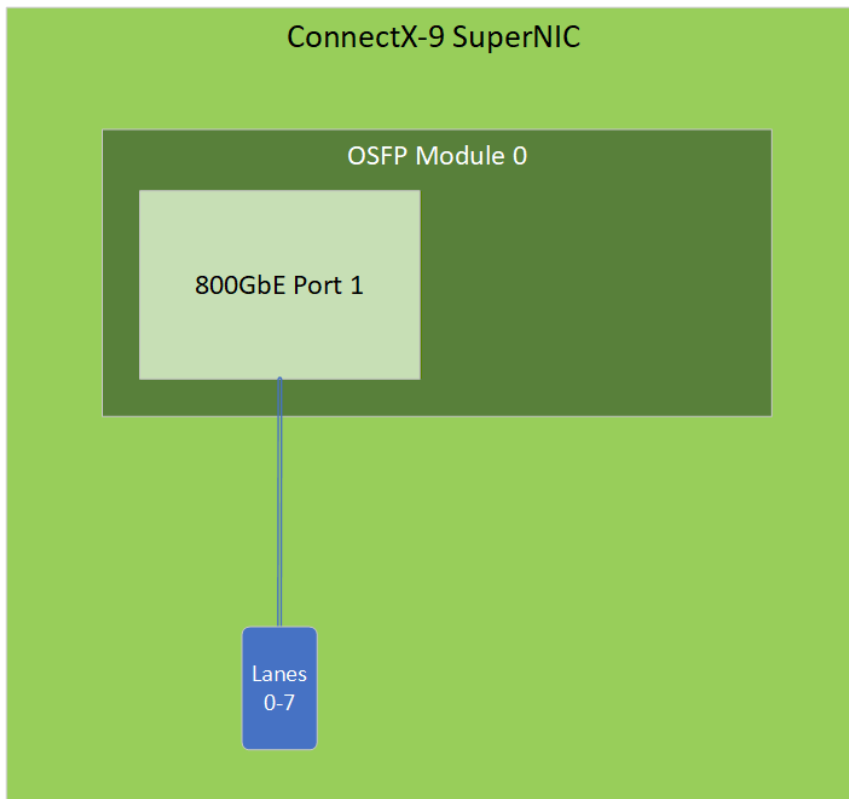 ConnectX-9 SuperNIC
OSFP Module 0
800GbE Port 1
Lanes
0-7